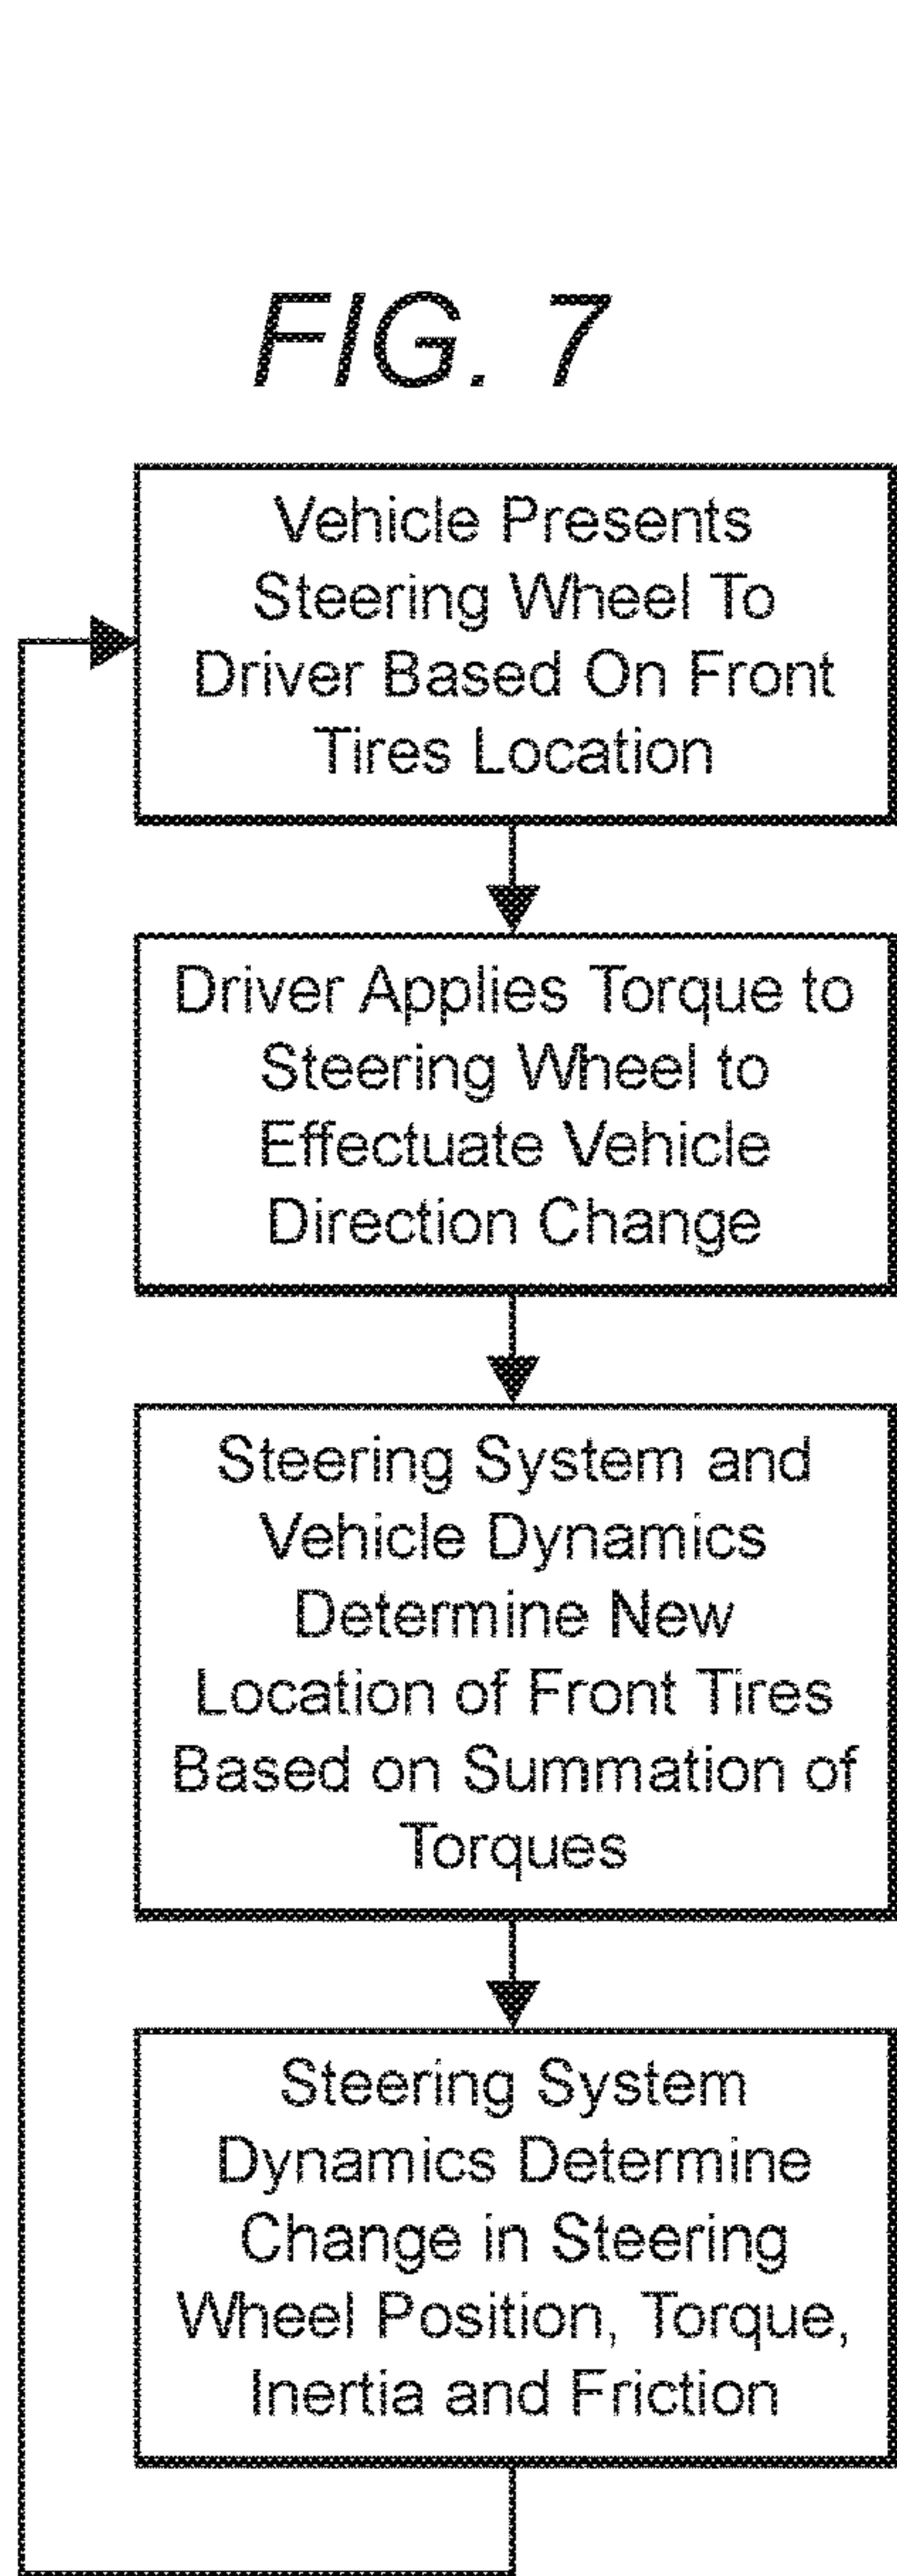 FIG. 7
Vehicle Presents
Steering Wheel To
Driver Based On Front
Tires Location
Driver Applies Torque to
Steering Wheel to
Effectuate Vehicle
Direction Change
Steering System and
Vehicle Dynamics
Determine New
Location of Front Tires
Based on Summation of
Torques
Steering System
Dynamics Determine
Change in Steering
Wheel Position, Torque,
Inertia and Friction